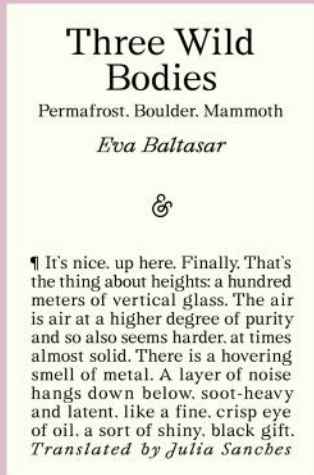 Three Wild
Bodies
Permafrost. Boulder. Mammoth
Eva Baltasar
&
¶ It's nice. up here. Finally. That's
the thing about heights: a hundred
meters of vertical glass. The air
is air at a higher degree of purity
and so also seems harder. at times
almost solid. There is a hovering
smell of metal. A layer of noise
hangs down below. soot-heavy
and latent. like a fine. crisp eye
of oil. a sort of shiny. black gift.
Translated by Julia Sanches